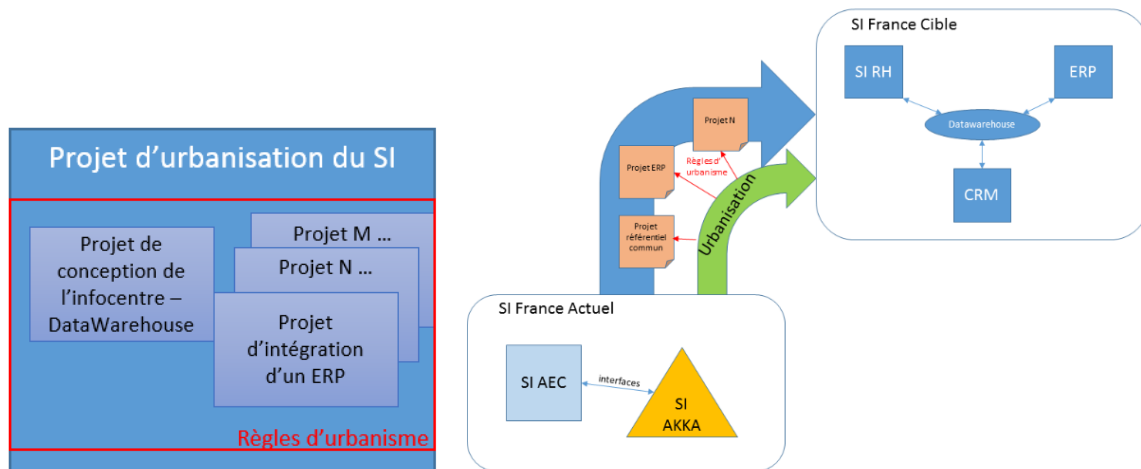 Projet d'urbanisation du SI
Projet de
conception de
l'infocentre –
DataWarehouse
Projet M ...
Projet N ...
Projet
d'intégration
d'un ERP
Règles d'urbanisme
SI France Cible
SI RH
ERP
Datawarehouse
CRM
Projet N
Règles d'
urbanisme
Projet ERP
Projet
référentiel
commun
Urbanisation
SI France Actuel
SI AEC
interfaces
SI
AKKA